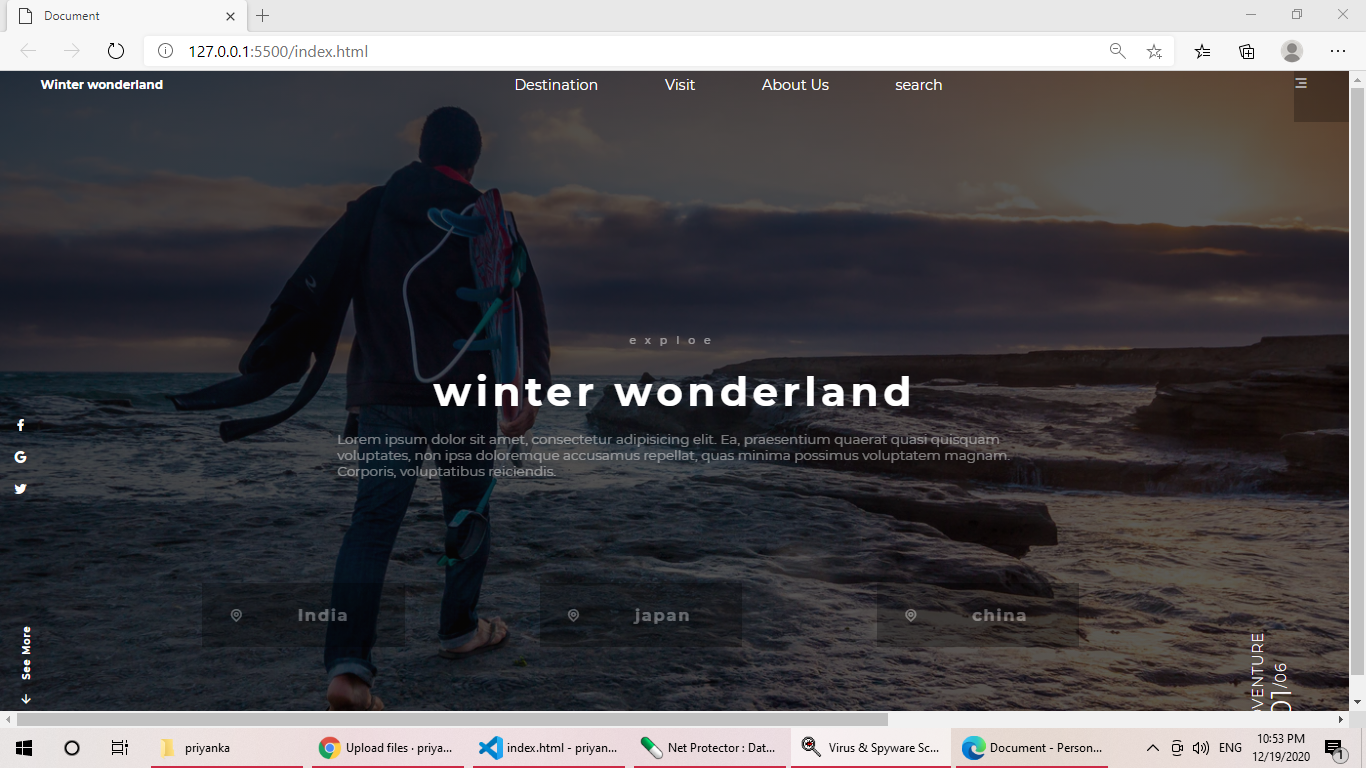 Document
127.0.0.1:5500/index.html
Winter wonderland
Destination
Visit
About Us
search
exploe
winter wonderland
Lorem ipsum dolor sit amet, consectetur adipisicing elit. Ea, praesentium quaerat quasi quisquam
voluptates, non ipsa doloremque accusamus repellat, quas minima possimus voluptatem magnam.
Corporis, voluptatibus reiciendis.
India
japan
china
See More
/06
priyanka
Upload files · priya...
index.html - priyan...
Net Protector : Dat...
Virus & Spyware Sc...
Document - Person...
ENG
10:53 PM
12/19/2020
1